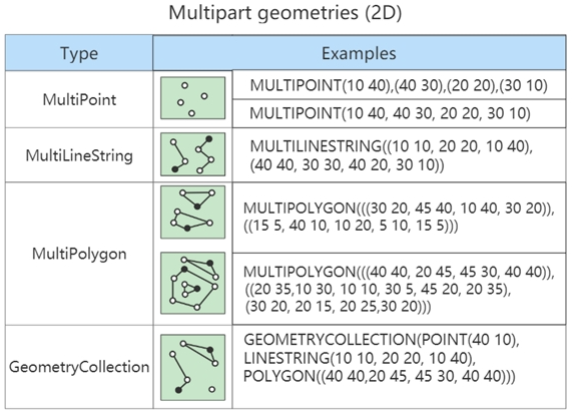 Multipart geometries (2D)
Type
Examples
MultiPoint
MULTIPOINT(10 40),(40 30),(20 20),(30 10)
MULTIPOINT(10 40, 40 30, 20 20, 30 10)
MultiLineString
MULTILINESTRING((10 10, 20 20, 10 40),
(40 40, 30 30, 40 20, 30 10))
MultiPolygon
MULTIPOLYGON(((30 20, 45 40, 10 40, 30 20)),
((15 5, 40 10, 10 20, 5 10, 15 5)))
MULTIPOLYGON(((40 40, 20 45, 45 30, 40 40)),
((20 35,10 30, 10 10, 30 5, 45 20, 20 35),
(30 20, 20 15, 20 25,30 20)))
GeometryCollection
GEOMETRYCOLLECTION(POINT(40 10),
LINESTRING(10 10, 20 20, 10 40),
POLYGON((40 40,20 45, 45 30, 40 40)))